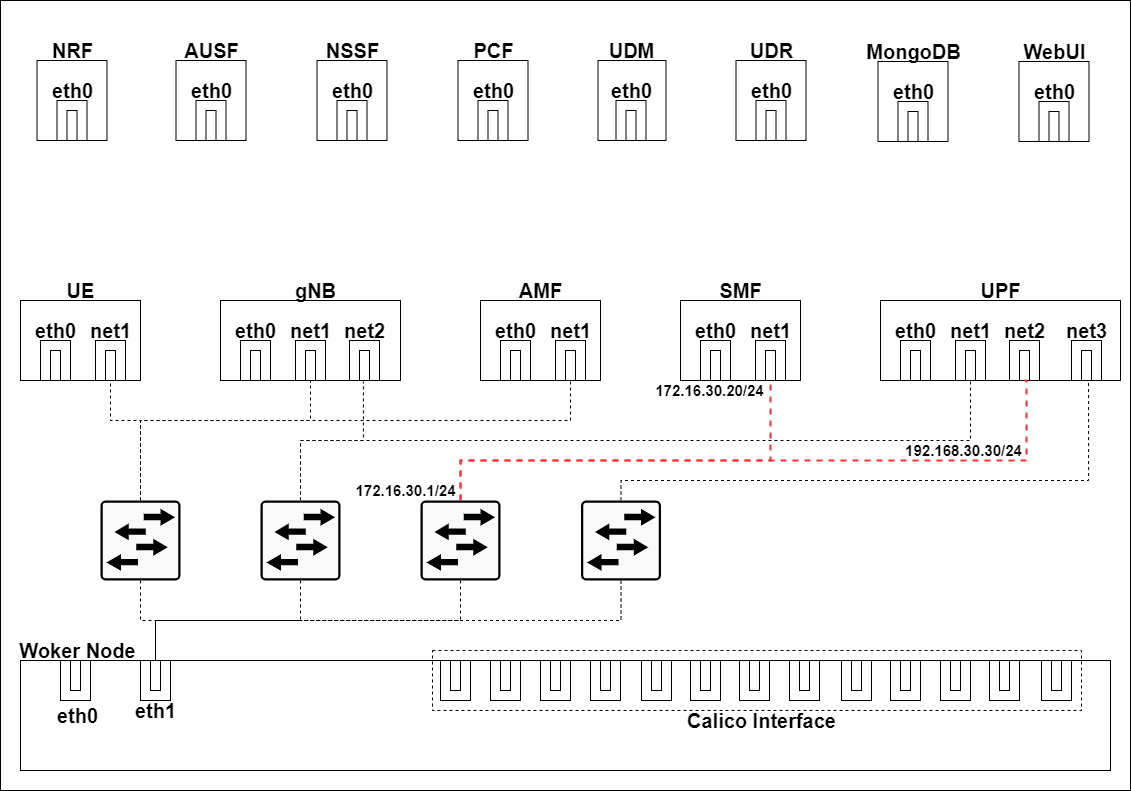 NRF
AUSF
NSSF
PCF
UDM
UDR
MongoDB
WebUI
eth0
eth0
eth0
eth0
eth0
eth0
eth0
eth0
UE
gNB
AMF
SMF
UPF
eth0
net1
eth0
net1
net2
eth0
net1
eth0
net1
eth0
net1
net2
net3
172.16.30.20/24
192.168.30.30/24
172.16.30.1/24
Woker Node
eth0
eth1
Calico Interface